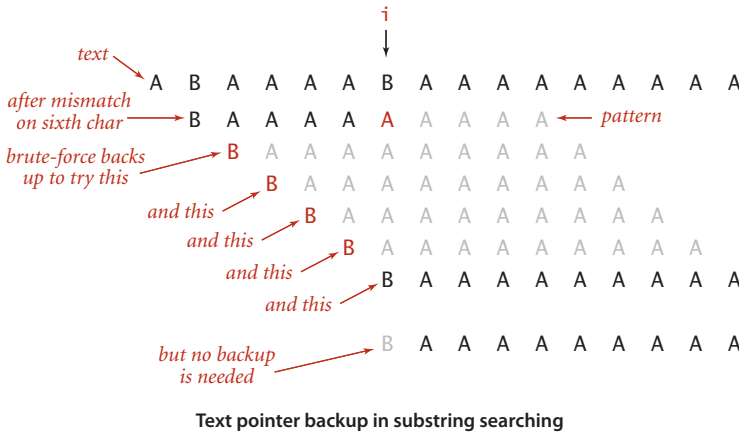 i
text
A B A A A A B A A A A A A A A A
after mismatch
on sixth char
B A A A A A A A A A
pattern
brute-force backs
up to try this
B A A A A A A A A A
and this
B A A A A A A A A A
and this
B A A A A A A A A A
and this
B A A A A A A A A A
and this
B A A A A A A A A A
but no backup
is needed
B A A A A A A A A A
Text pointer backup in substring searching